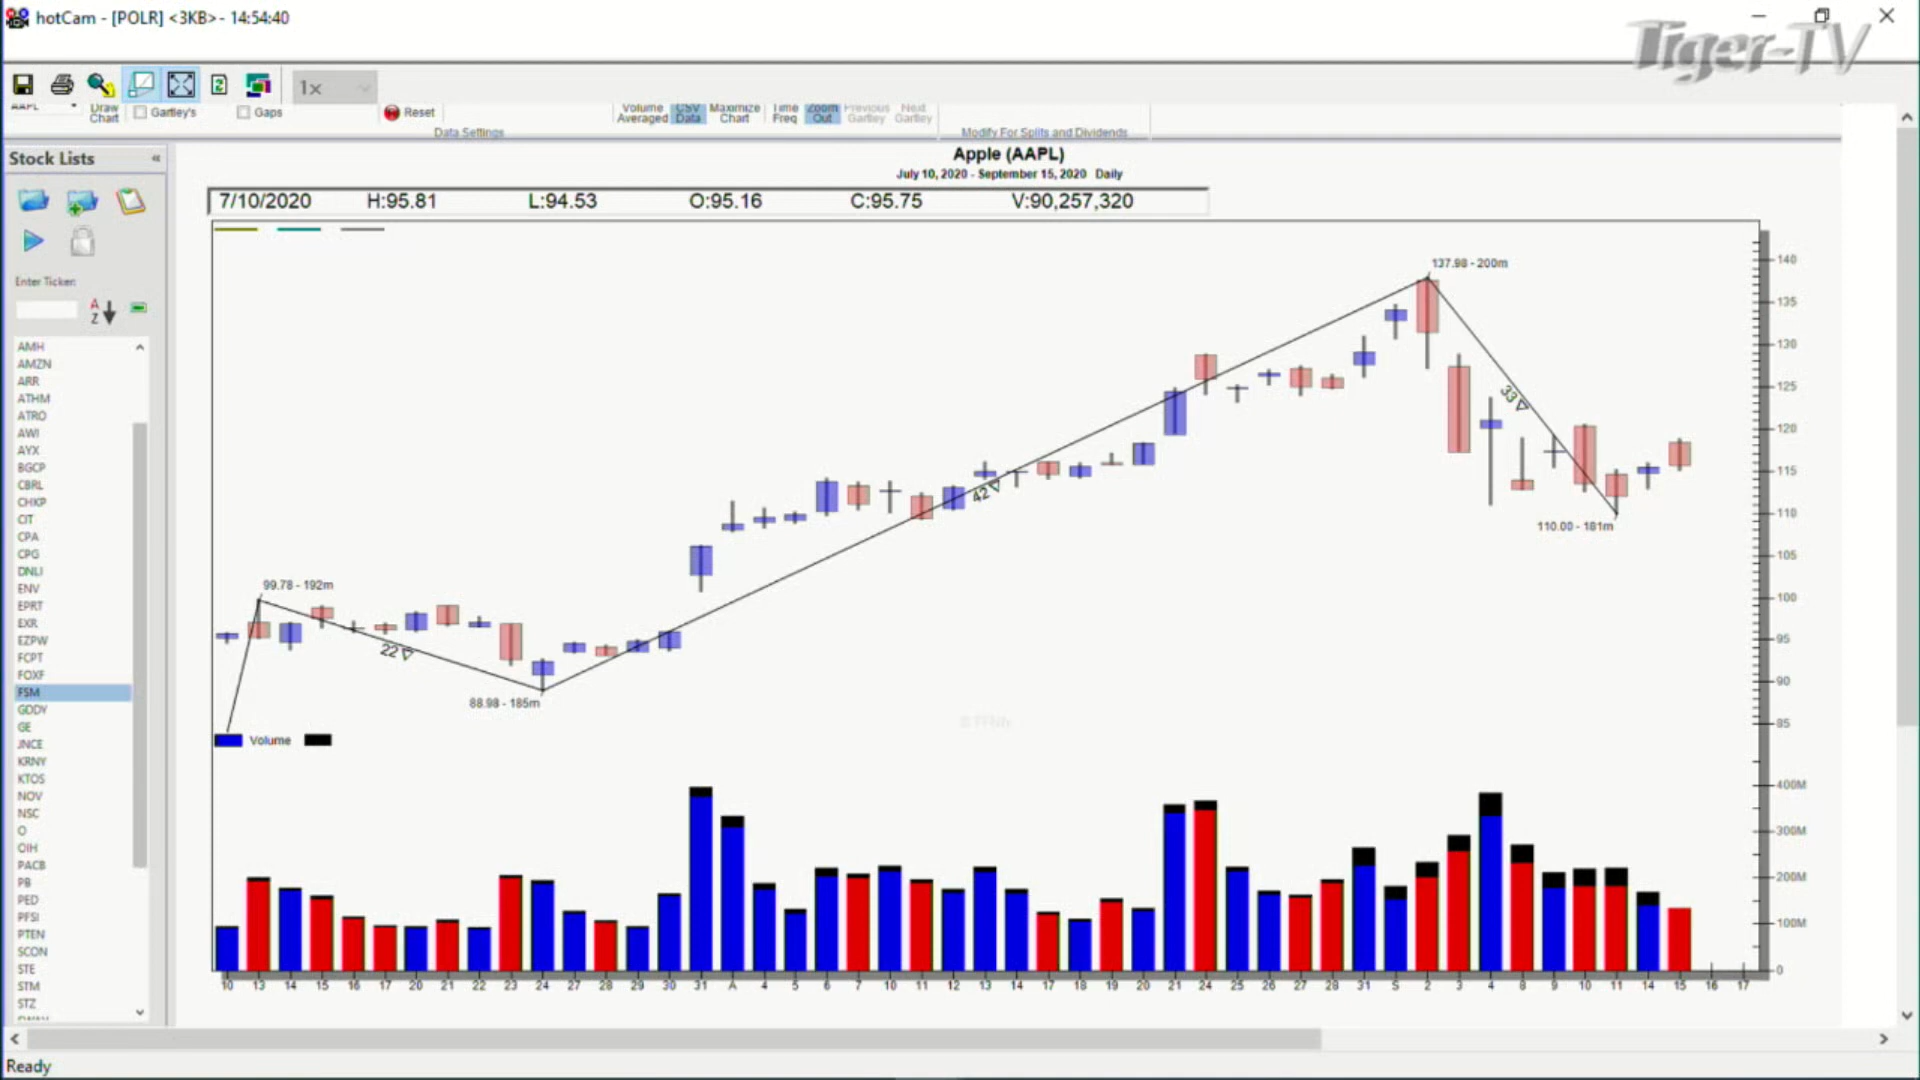 hotCam - [POLR] <3KB> - 14:54:40
Tiger-TV
1x
AAPL
Draw Chart
Gartley's
Gaps
Reset
Volume Averaged
CSV Data
Maximize Chart
Time Freq
Zoom Out
Previous Gartley
Next Gartley
Data Settings
Modify For Splits and Dividends
Stock Lists
Apple (AAPL)
July 10, 2020 - September 15, 2020 Daily
7/10/2020 H:95.81 L:94.53 O:95.16 C:95.75 V:90,257,320
Enter Ticker:
A
Z
AMH
AMZN
ARR
ATHM
ATRO
AWI
AYX
BGCP
CBRL
CHKP
CIT
CPA
CPG
DNLI
ENV
EPRT
EXR
EZPW
FCPT
FOXF
FSM
GDDY
GE
JNCE
KRNY
KTOS
NOV
NSC
O
OIH
PACB
PB
PED
PFSI
PTEN
SCON
STE
STM
STZ
137.98 - 200m
33
42
110.00 - 181m
99.78 - 192m
22
88.98 - 185m
140
135
130
125
120
115
110
105
100
95
90
85
Volume
400M
300M
200M
100M
0
10 13 14 15 16 17 20 21 22 23 24 27 28 29 30 31 A 4 5 6 7 10 11 12 13 14 17 18 19 20 21 24 25 26 27 28 31 S 2 3 4 8 9 10 11 14 15 16 17
Ready